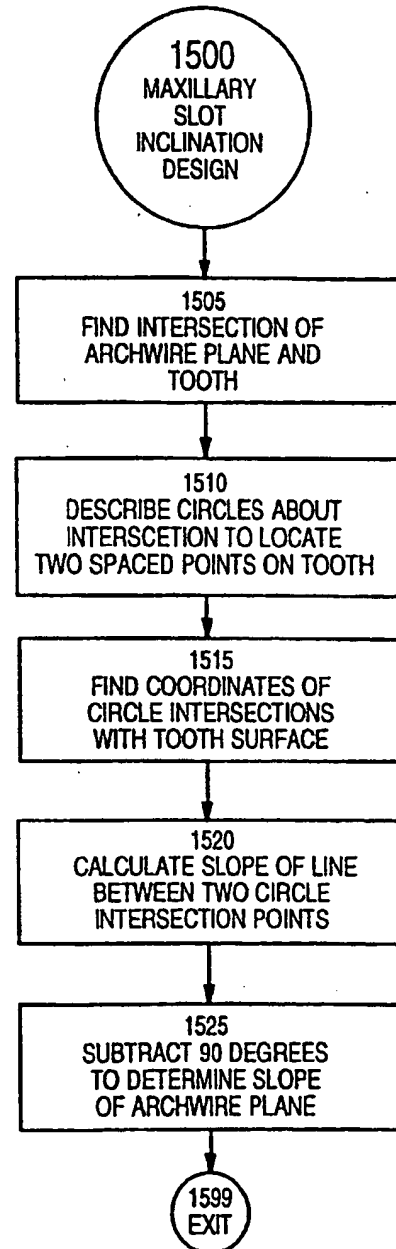 1500
MAXILLARY
SLOT
INCLINATION
DESIGN
1505
FIND INTERSECTION OF
ARCHWIRE PLANE AND
TOOTH
1510
DESCRIBE CIRCLES ABOUT
INTERSCETION TO LOCATE
TWO SPACED POINTS ON TOOTH
1515
FIND COORDINATES OF
CIRCLE INTERSECTIONS
WITH TOOTH SURFACE
1520
CALCULATE SLOPE OF LINE
BETWEEN TWO CIRCLE
INTERSECTION POINTS
1525
SUBTRACT 90 DEGREES
TO DETERMINE SLOPE
OF ARCHWIRE PLANE
1599
EXIT